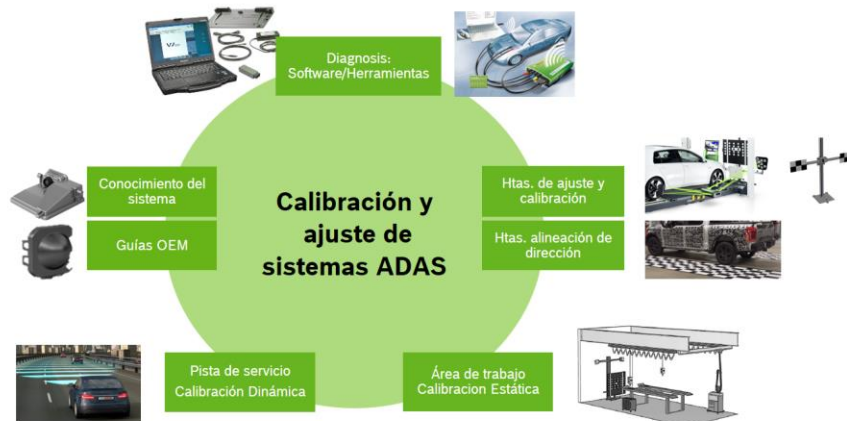 Diagnosis:
Software/Herramientas
Conocimiento del
sistema
Guías OEM
Calibración y
ajuste de
sistemas ADAS
Htas. de ajuste y
calibración
Htas. alineación de
dirección
Pista de servicio
Calibración Dinámica
Área de trabajo
Calibracion Estática